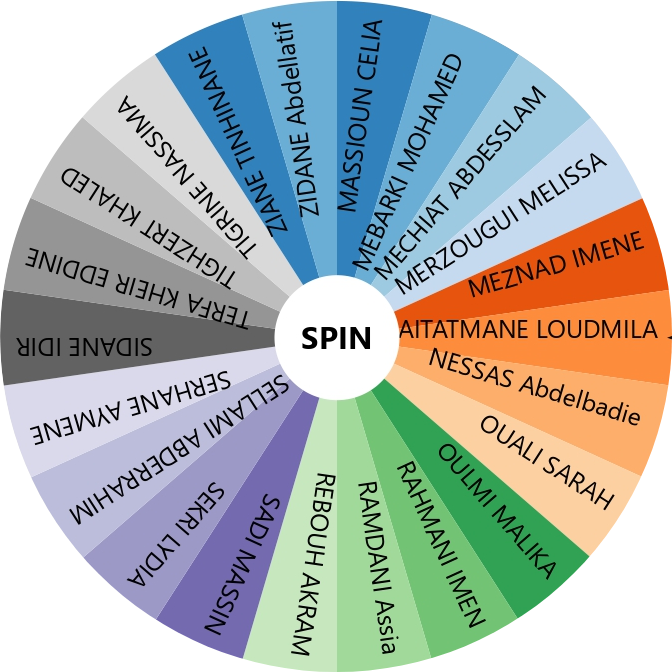 MASSIOUN CELIA
MEBARKI MOHAMED
MECHIAT ABDESSLAM
MERZOUGUI MELISSA
MEZNAD IMENE
AITATMANE LOUDMILA
NESSAS Abdelbadie
OUALI SARAH
OULMI MALIKA
RAHMANI IMEN
RAMDANI Assia
REBOUH AKRAM
SADI MASSIN
SEKRI LYDIA
SELLAMI ABDERRAHIM
SERHANE AYMENE
SIDANE IDIR
TERFA KHEIR EDDINE
TIGHZERT KHALED
TIGRINE NASSIMA
ZIANE TINHINANE
ZIDANE Abdellatif
SPIN